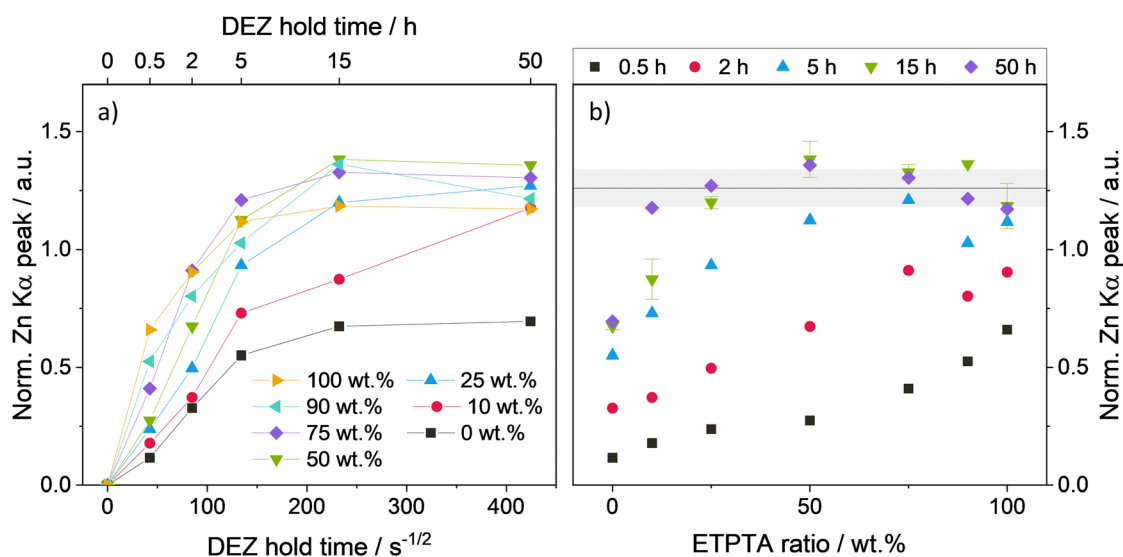 DEZ hold time / h
0 0.5 2 5 15 50
a)
1.5
1.0
0.5
0.0
Norm. Zn Kα peak / a.u.
100 wt.% 25 wt.%
90 wt.% 10 wt.%
75 wt.% 0 wt.%
50 wt.%
0 100 200 300 400
DEZ hold time / s-1/2
0.5 h 2 h 5 h 15 h 50 h
b)
1.5
1.0
0.5
0.0
Norm. Zn Kα peak / a.u.
0 50 100
ETPTA ratio / wt.%